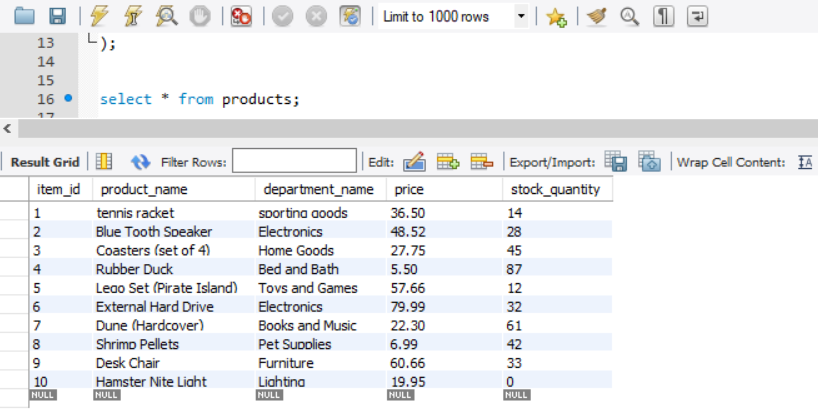 Limit to 1000 rows
13 );
14
15
16 select * from products;
17
Result Grid Filter Rows: Edit: Export/Import: Wrap Cell Content: IA
item_id product_name department_name price stock_quantity
1 tennis racket sporting goods 36.50 14
2 Blue Tooth Speaker Electronics 48.52 28
3 Coasters (set of 4) Home Goods 27.75 45
4 Rubber Duck Bed and Bath 5.50 87
5 Lego Set (Pirate Island) Toys and Games 57.66 12
6 External Hard Drive Electronics 79.99 32
7 Dune (Hardcover) Books and Music 22.30 61
8 Shrimp Pellets Pet Supplies 6.99 42
9 Desk Chair Furniture 60.66 33
10 Hamster Nite Light Lighting 19.95 0
NULL NULL NULL NULL NULL